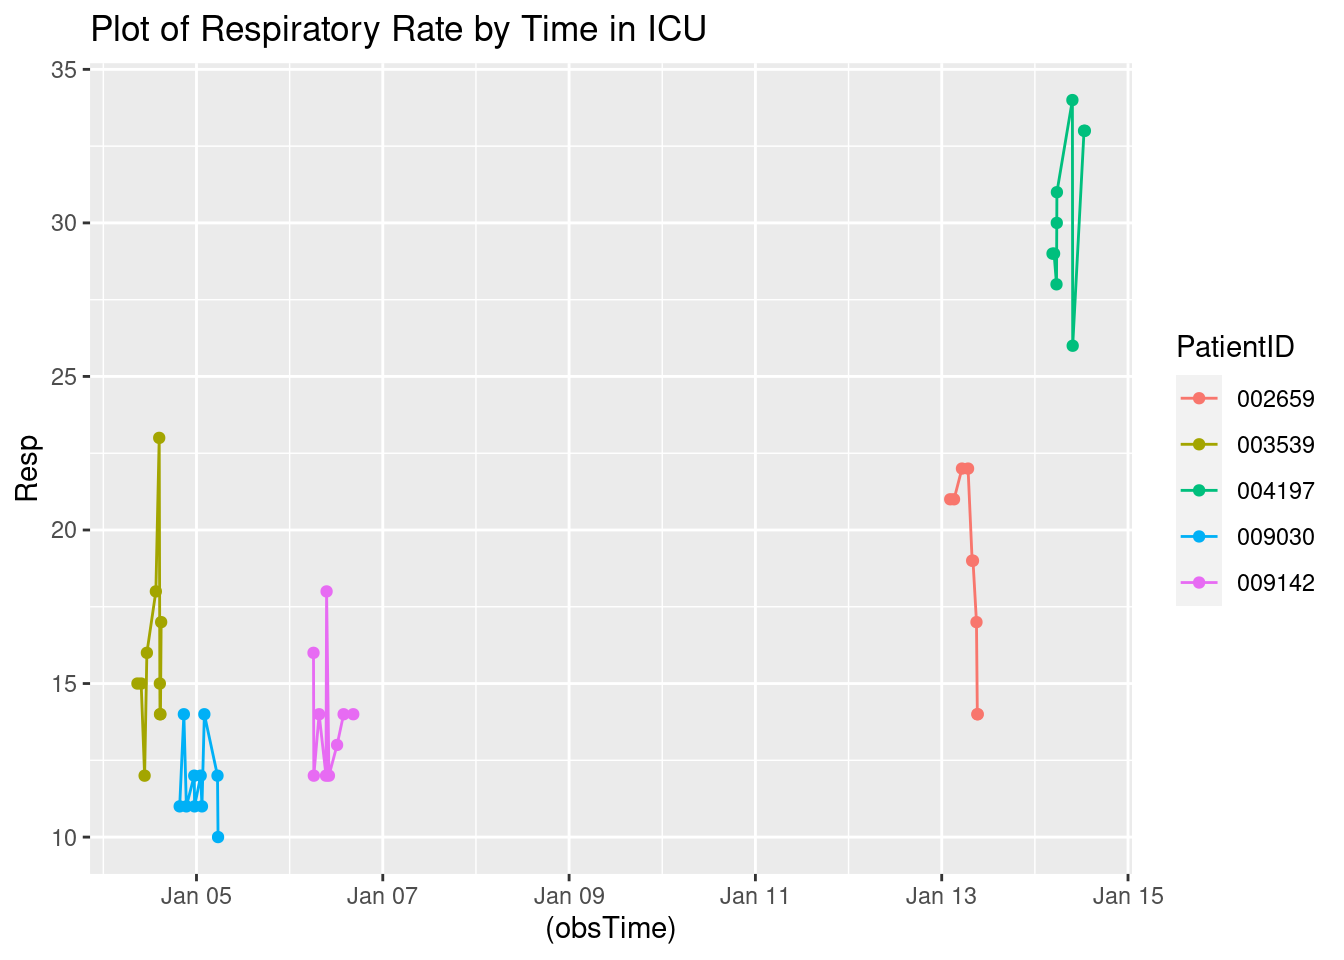 Plot of Respiratory Rate by Time in ICU
35
30
25
20
15
10
Resp
Jan 05
Jan 07
Jan 09
Jan 11
Jan 13
Jan 15
(obsTime)
PatientID
002659
003539
004197
009030
009142